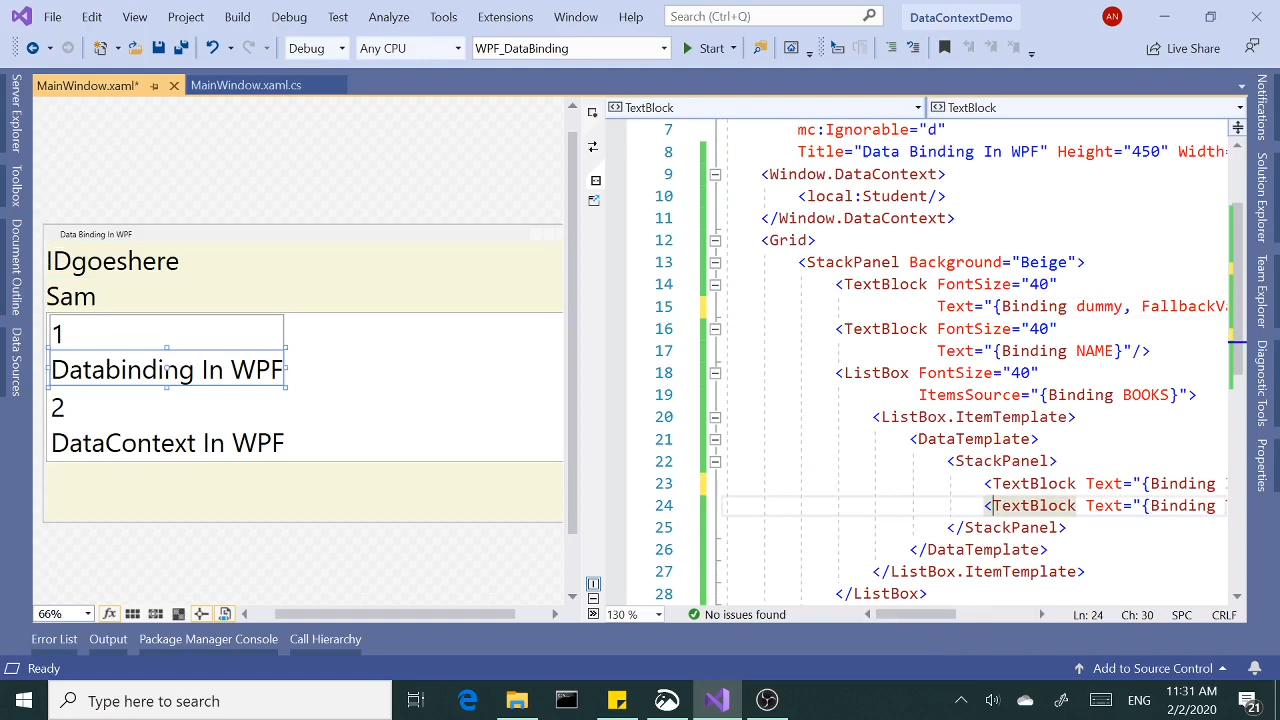 File Edit View Project Build Debug Test Analyze Tools Extensions Window Help Search (Ctrl+Q) DataContextDemo AN
Debug Any CPU WPF_DataBinding Start Live Share
MainWindow.xaml* MainWindow.xaml.cs
Server Explorer
Toolbox
Document Outline
Data Sources
Data Binding In WPF
IDgoeshere
Sam
1
Databinding In WPF
2
DataContext In WPF
66%
fx
TextBlock TextBlock
7 mc:Ignorable="d"
8 Title="Data Binding In WPF" Height="450" Width=
9 <Window.DataContext>
10 <local:Student/>
11 </Window.DataContext>
12 <Grid>
13 <StackPanel Background="Beige">
14 <TextBlock FontSize="40"
15 Text="{Binding dummy, FallbackV
16 <TextBlock FontSize="40"
17 Text="{Binding NAME}"/>
18 <ListBox FontSize="40"
19 ItemsSource="{Binding BOOKS}">
20 <ListBox.ItemTemplate>
21 <DataTemplate>
22 <StackPanel>
23 <TextBlock Text="{Binding
24 <TextBlock Text="{Binding
25 </StackPanel>
26 </DataTemplate>
27 </ListBox.ItemTemplate>
28 </ListBox>
130 % No issues found Ln: 24 Ch: 30 SPC CRLF
Notifications
Solution Explorer
Team Explorer
Diagnostic Tools
Properties
Error List Output Package Manager Console Call Hierarchy
Ready Add to Source Control
Type here to search
ENG
11:31 AM
2/2/2020
21